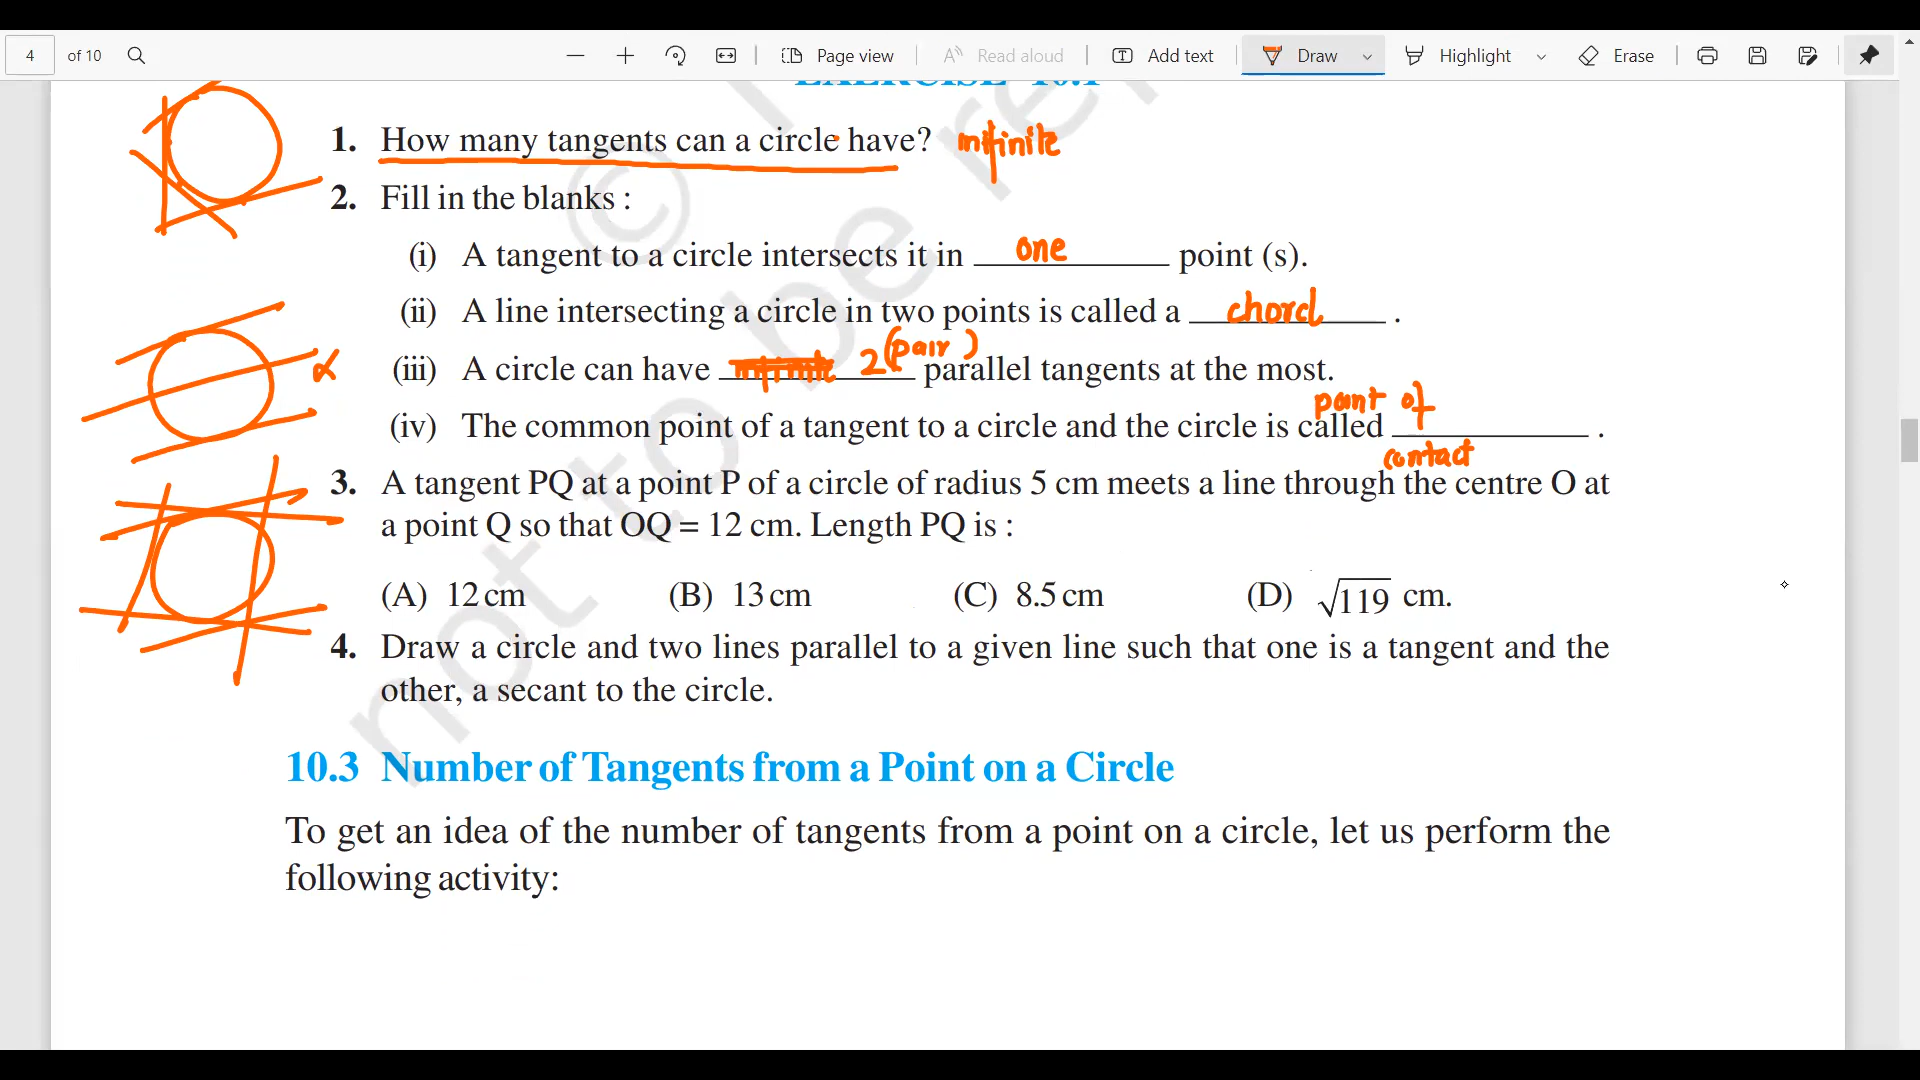 4 of 10 Page view Read aloud Add text Draw Highlight Erase
EXERCISE 10.1
1. How many tangents can a circle have? infinite
2. Fill in the blanks :
(i) A tangent to a circle intersects it in one point (s).
(ii) A line intersecting a circle in two points is called a chord .
(iii) A circle can have 2 (pair) parallel tangents at the most.
(iv) The common point of a tangent to a circle and the circle is called point of contact .
3. A tangent PQ at a point P of a circle of radius 5 cm meets a line through the centre O at
a point Q so that OQ = 12 cm. Length PQ is :
(A) 12 cm (B) 13 cm (C) 8.5 cm (D) √119 cm.
4. Draw a circle and two lines parallel to a given line such that one is a tangent and the
other, a secant to the circle.
10.3 Number of Tangents from a Point on a Circle
To get an idea of the number of tangents from a point on a circle, let us perform the
following activity:
©
not to be re